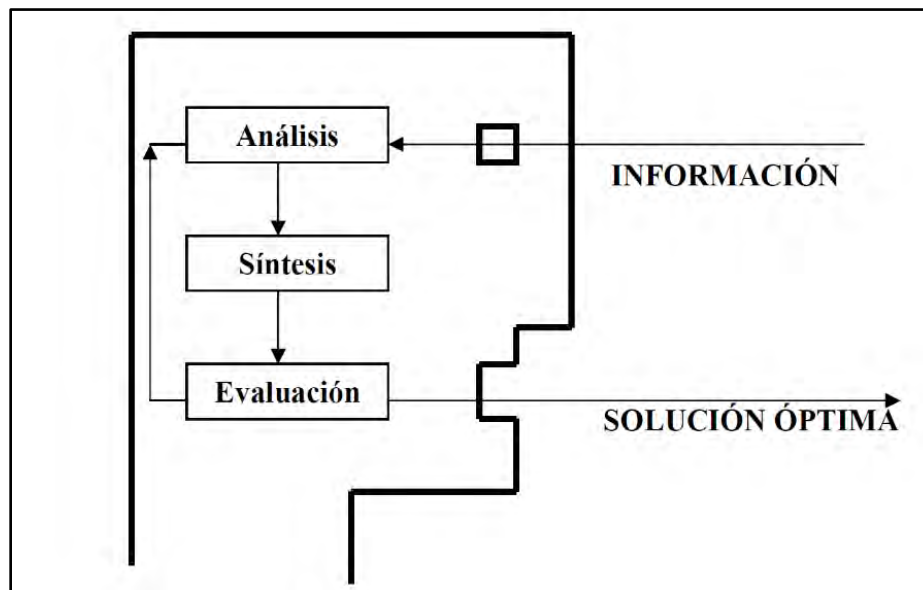 Análisis
INFORMACIÓN
Síntesis
Evaluación
SOLUCIÓN ÓPTIMA